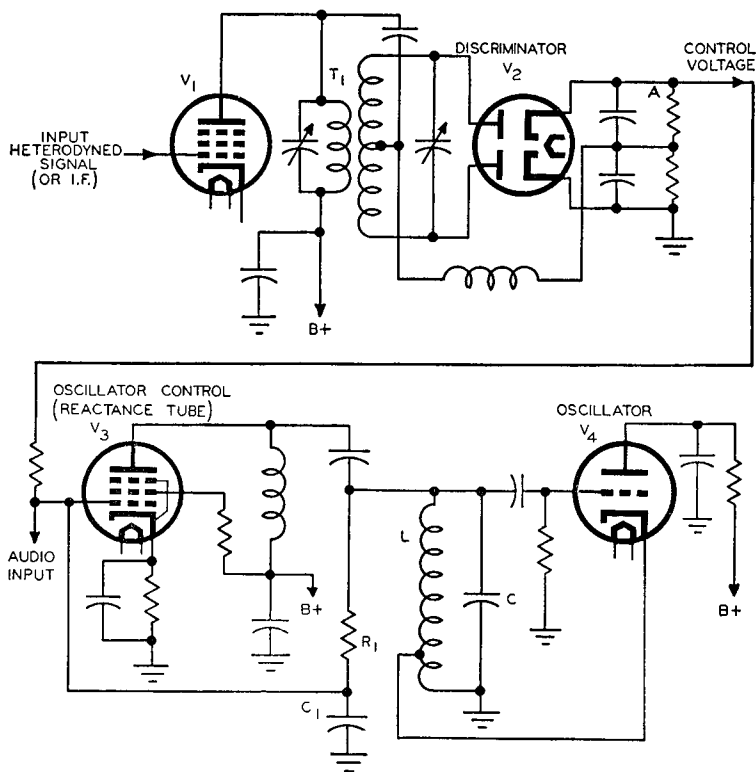 V1
INPUT
HETERODYNED
SIGNAL
(OR I.F.)
T1
B+
DISCRIMINATOR
V2
CONTROL
VOLTAGE
A
OSCILLATOR CONTROL
(REACTANCE TUBE)
V3
AUDIO
INPUT
B+
R1
C1
L
C
OSCILLATOR
V4
B+